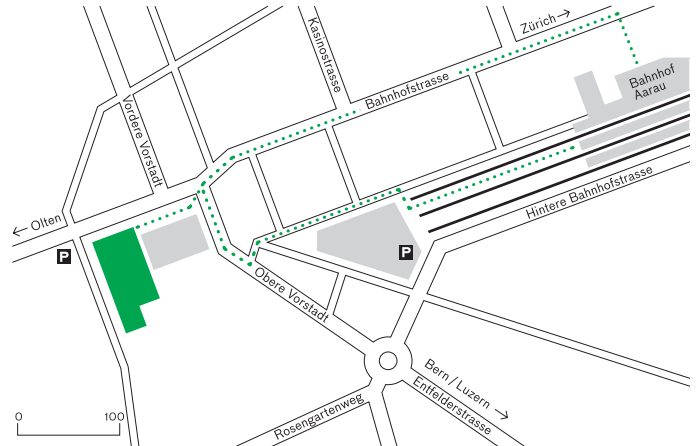 Zürich
Kasinostrasse
Bahnhofstrasse
Bahnhof
Aarau
Vordere Vorstadt
Olten
P
Hintere Bahnhofstrasse
P
Obere Vorstadt
Bern / Luzern
Entfelderstrasse
Rosengartenweg
0 100